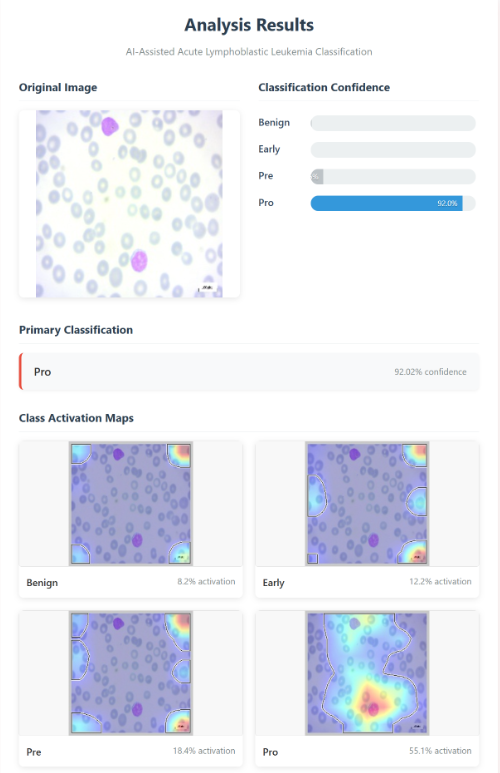 Analysis Results
AI-Assisted Acute Lymphoblastic Leukemia Classification
Original Image
Classification Confidence
Benign
Early
Pre
Pro
92.0%
Primary Classification
Pro
92.02% confidence
Class Activation Maps
Benign
8.2% activation
Early
12.2% activation
Pre
18.4% activation
Pro
55.1% activation